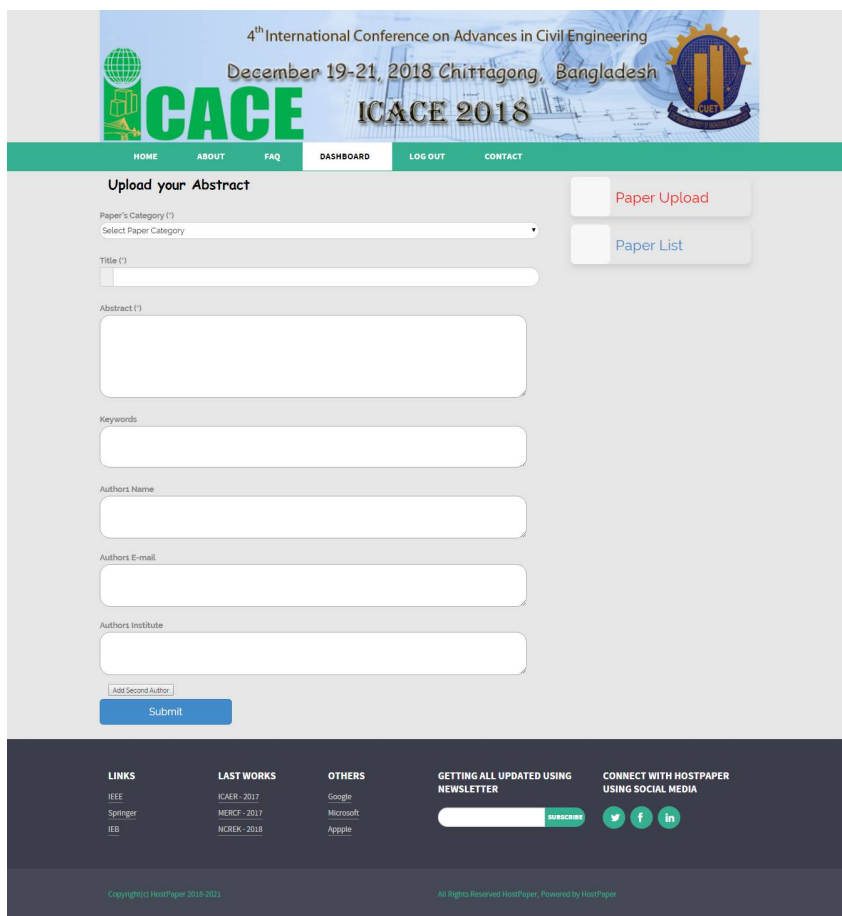 4th International Conference on Advances in Civil Engineering
December 19-21, 2018 Chittagong, Bangladesh
iCACE
ICACE 2018
CUET
HOME ABOUT FAQ DASHBOARD LOG OUT CONTACT
Upload your Abstract
Paper Upload
Paper List
Paper's Category (*)
Select Paper Category
Title (*)
Abstract (*)
Keywords
Author1 Name
Author1 E-mail
Author1 Institute
Add Second Author
Submit
LINKS
IEEE
Springer
IEB
LAST WORKS
ICAER - 2017
MERCF - 2017
NCREK - 2018
OTHERS
Google
Microsoft
Appple
GETTING ALL UPDATED USING
NEWSLETTER
SUBSCRIBE
CONNECT WITH HOSTPAPER
USING SOCIAL MEDIA
Copyright(c) HostPaper 2018-2021
All Rights Reserved HostPaper, Powered by HostPaper